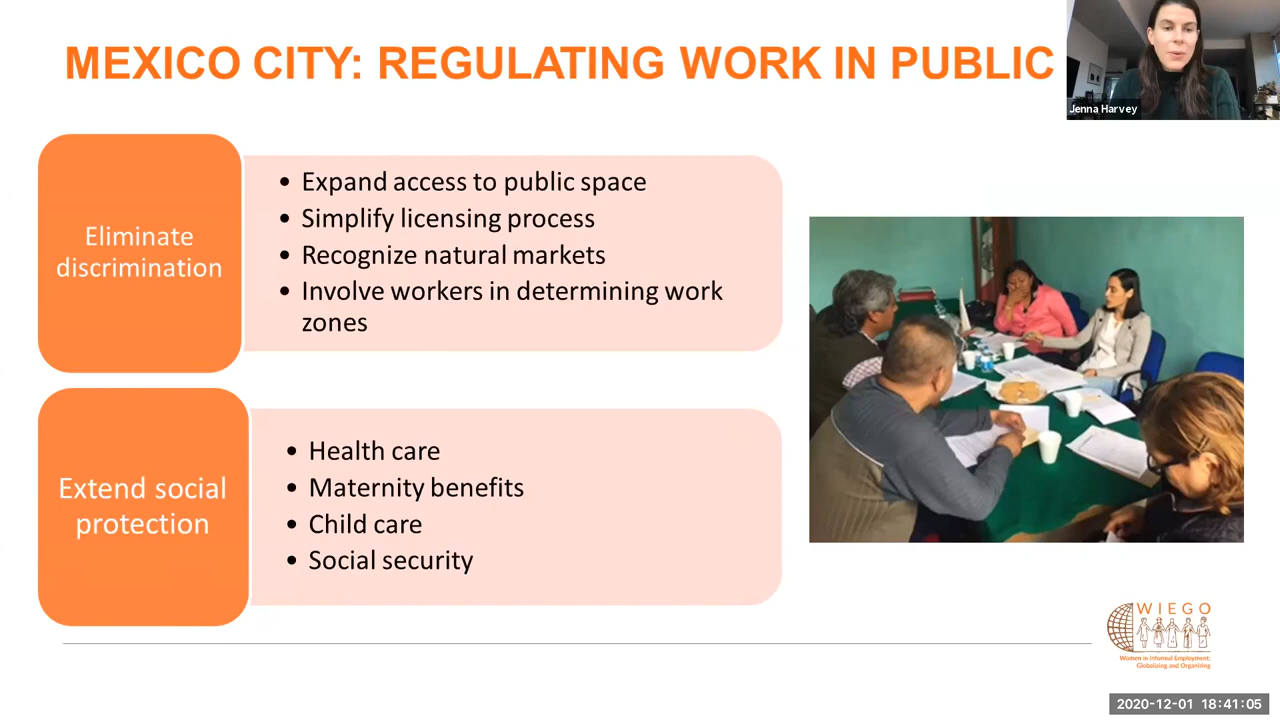 MEXICO CITY: REGULATING WORK IN PUBLIC
Jenna Harvey
Eliminate
discrimination
• Expand access to public space
• Simplify licensing process
• Recognize natural markets
• Involve workers in determining work
zones
Extend social
protection
• Health care
• Maternity benefits
• Child care
• Social security
WIEGO
Women in Informal Employment:
Globalizing and Organizing
2020-12-01 18:41:05